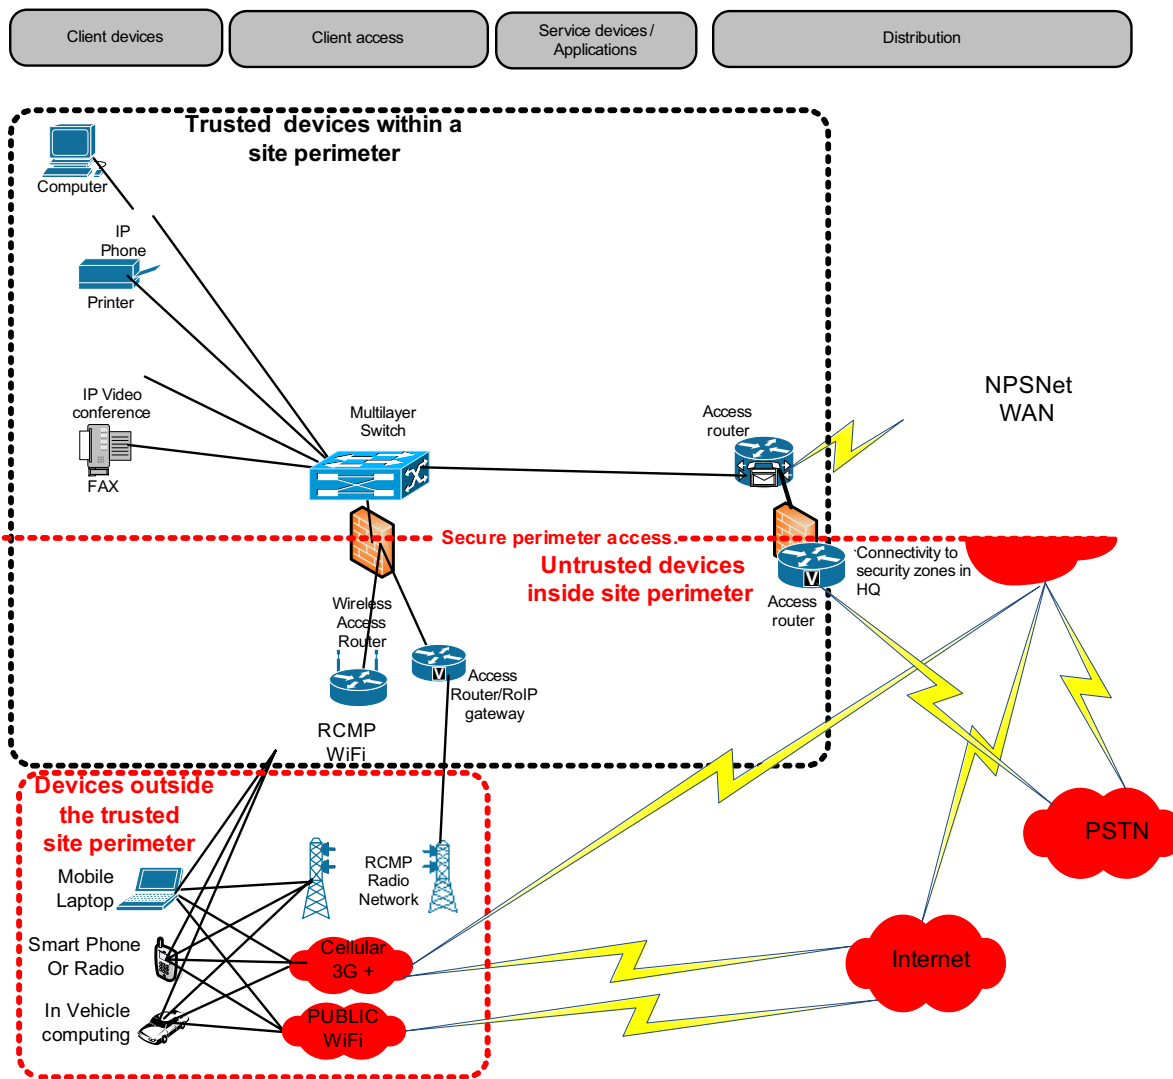 Client devices
Client access
Service devices /
Applications
Distribution
Trusted devices within a
site perimeter
Computer
IP
Phone
Printer
IP Video
conference
FAX
Multilayer
Switch
Access
router
NPSNet
WAN
Secure perimeter access.
Untrusted devices
inside site perimeter
V
Connectivity to
security zones in
HQ
Access
router
Wireless
Access
Router
V
Access
Router/RoIP
gateway
RCMP
WiFi
Devices outside
the trusted
site perimeter
PSTN
Mobile
Laptop
RCMP
Radio
Network
Smart Phone
Or Radio
Cellular
3G +
Internet
In Vehicle
computing
PUBLIC
WiFi